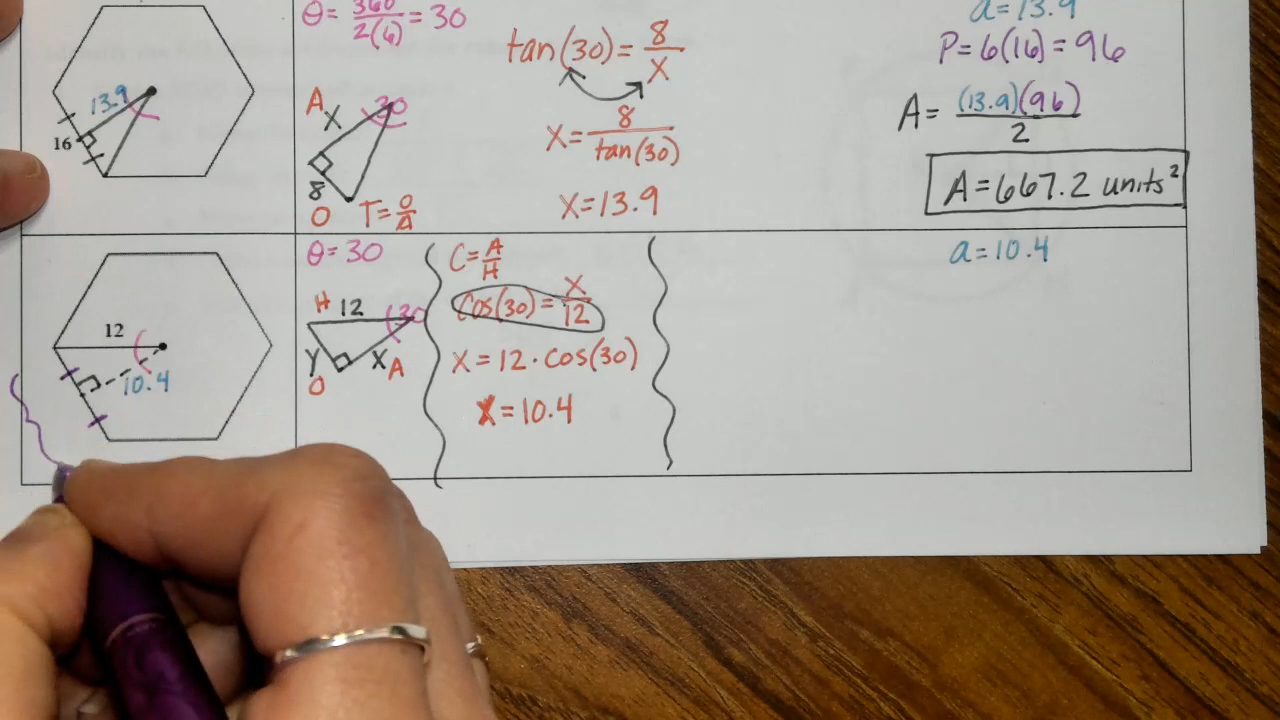 θ = 360/2(6) = 30
tan(30) = 8/X
a = 13.9
P = 6(16) = 96
13.9
16
A
X
30
8
O
T = O/A
X = 8/tan(30)
X = 13.9
A = (13.9)(96)/2
A = 667.2 units²
12
10.4
θ = 30
H 12
30
Y
X A
O
C = A/H
Cos(30) = X/12
X = 12 · cos(30)
X = 10.4
a = 10.4